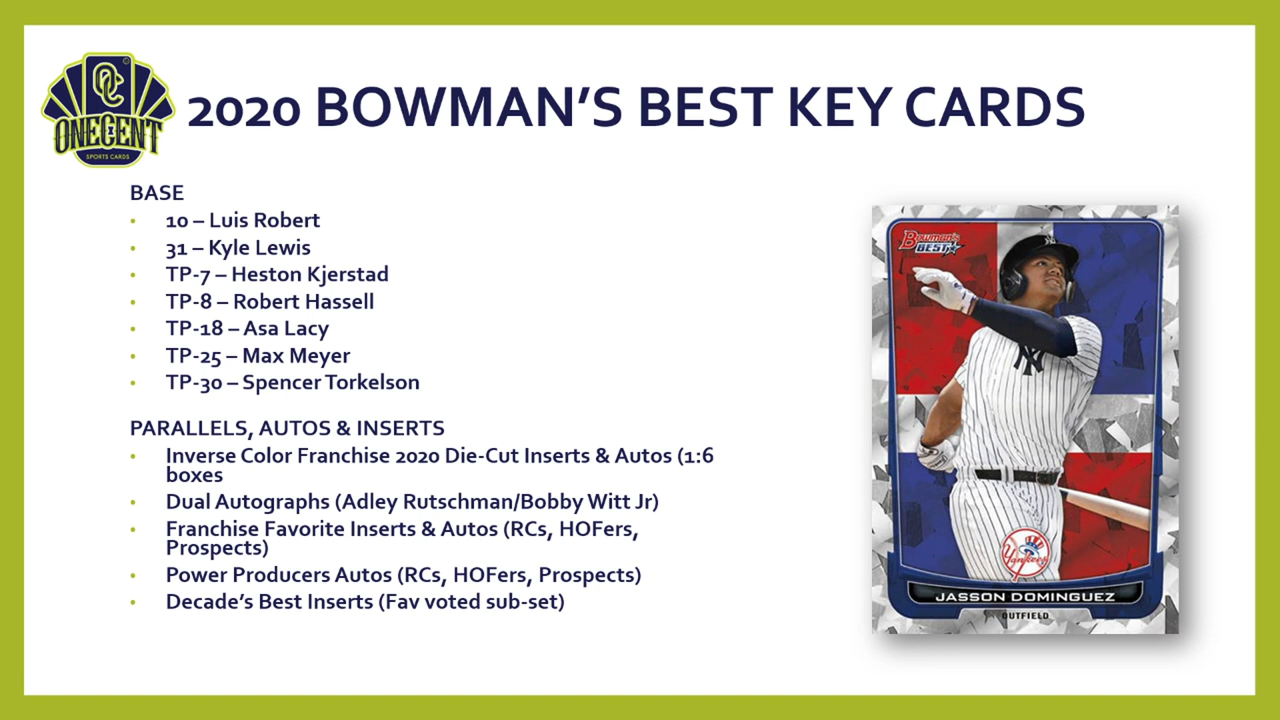 OC
ONECENT
SPORTS CARDS
2020 BOWMAN'S BEST KEY CARDS
BASE
• 10 – Luis Robert
• 31 – Kyle Lewis
• TP-7 – Heston Kjerstad
• TP-8 – Robert Hassell
• TP-18 – Asa Lacy
• TP-25 – Max Meyer
• TP-30 – Spencer Torkelson
PARALLELS, AUTOS & INSERTS
• Inverse Color Franchise 2020 Die-Cut Inserts & Autos (1:6
boxes
• Dual Autographs (Adley Rutschman/Bobby Witt Jr)
• Franchise Favorite Inserts & Autos (RCs, HOFers,
Prospects)
• Power Producers Autos (RCs, HOFers, Prospects)
• Decade's Best Inserts (Fav voted sub-set)
Bowman's
BEST
NY
Yankees
JASSON DOMINGUEZ
OUTFIELD